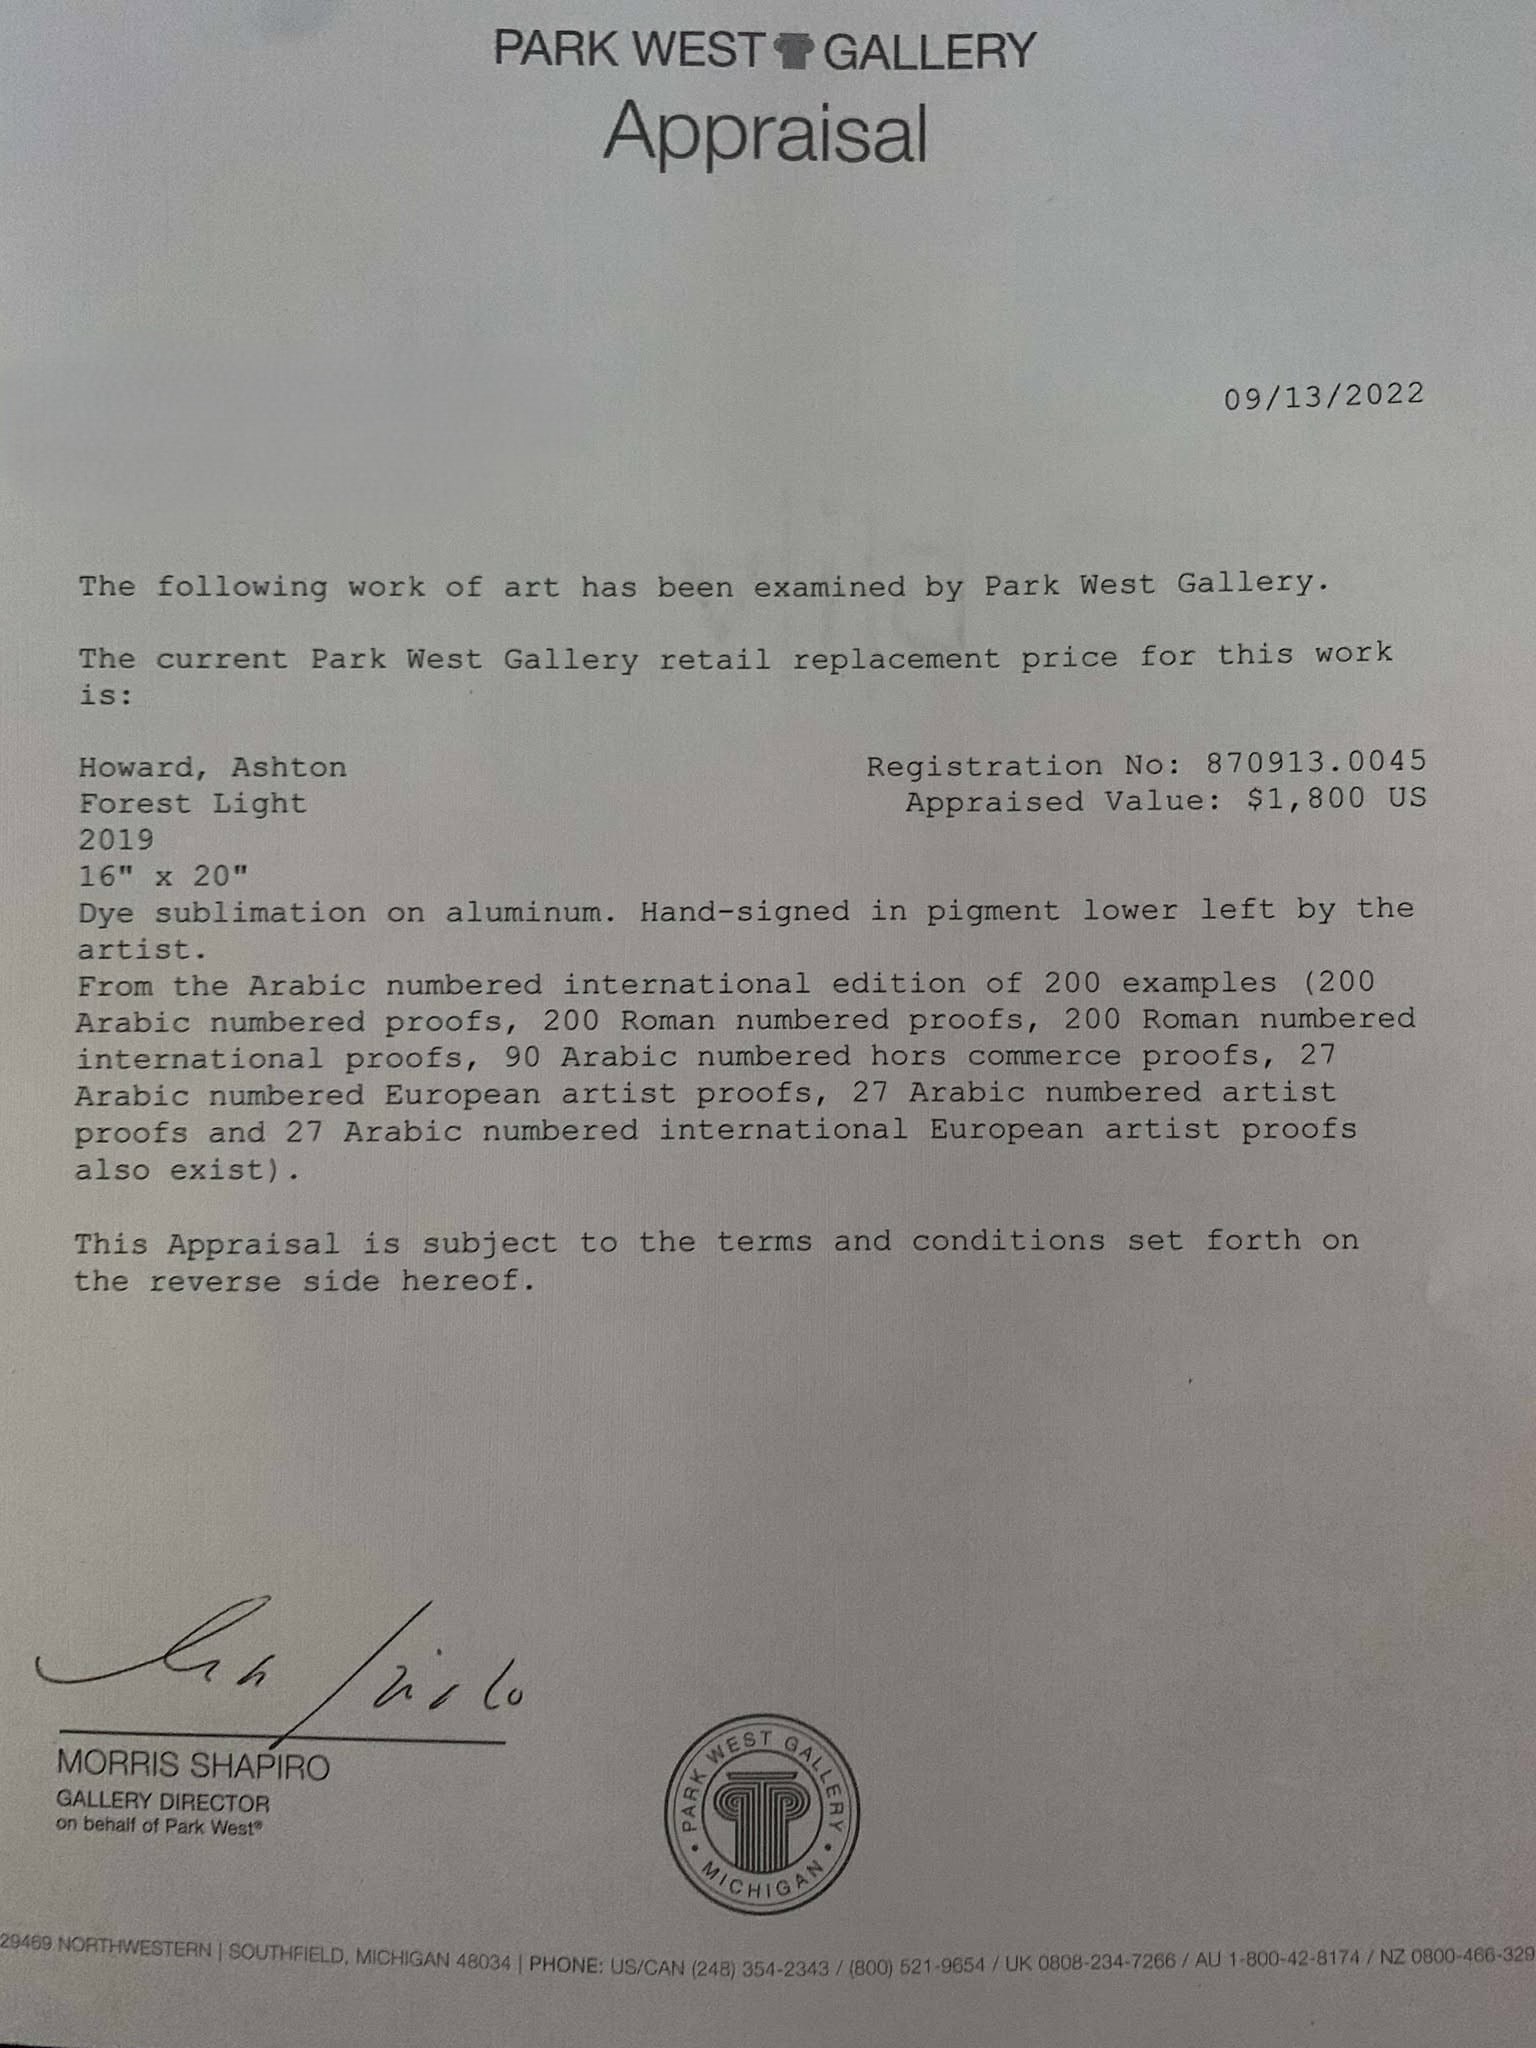 PARK WEST GALLERY
Appraisal
09/13/2022
The following work of art has been examined by Park West Gallery.
The current Park West Gallery retail replacement price for this work
is:
Howard, Ashton Registration No: 870913.0045
Forest Light Appraised Value: $1,800 US
2019
16" x 20"
Dye sublimation on aluminum. Hand-signed in pigment lower left by the
artist.
From the Arabic numbered international edition of 200 examples (200
Arabic numbered proofs, 200 Roman numbered proofs, 200 Roman numbered
international proofs, 90 Arabic numbered hors commerce proofs, 27
Arabic numbered European artist proofs, 27 Arabic numbered artist
proofs and 27 Arabic numbered international European artist proofs
also exist).
This Appraisal is subject to the terms and conditions set forth on
the reverse side hereof.
MORRIS SHAPIRO
GALLERY DIRECTOR
on behalf of Park West®
PARK WEST GALLERY
• MICHIGAN •
29469 NORTHWESTERN | SOUTHFIELD, MICHIGAN 48034 | PHONE: US/CAN (248) 354-2343 / (800) 521-9654 / UK 0808-234-7266 / AU 1-800-42-8174 / NZ 0800-466-329